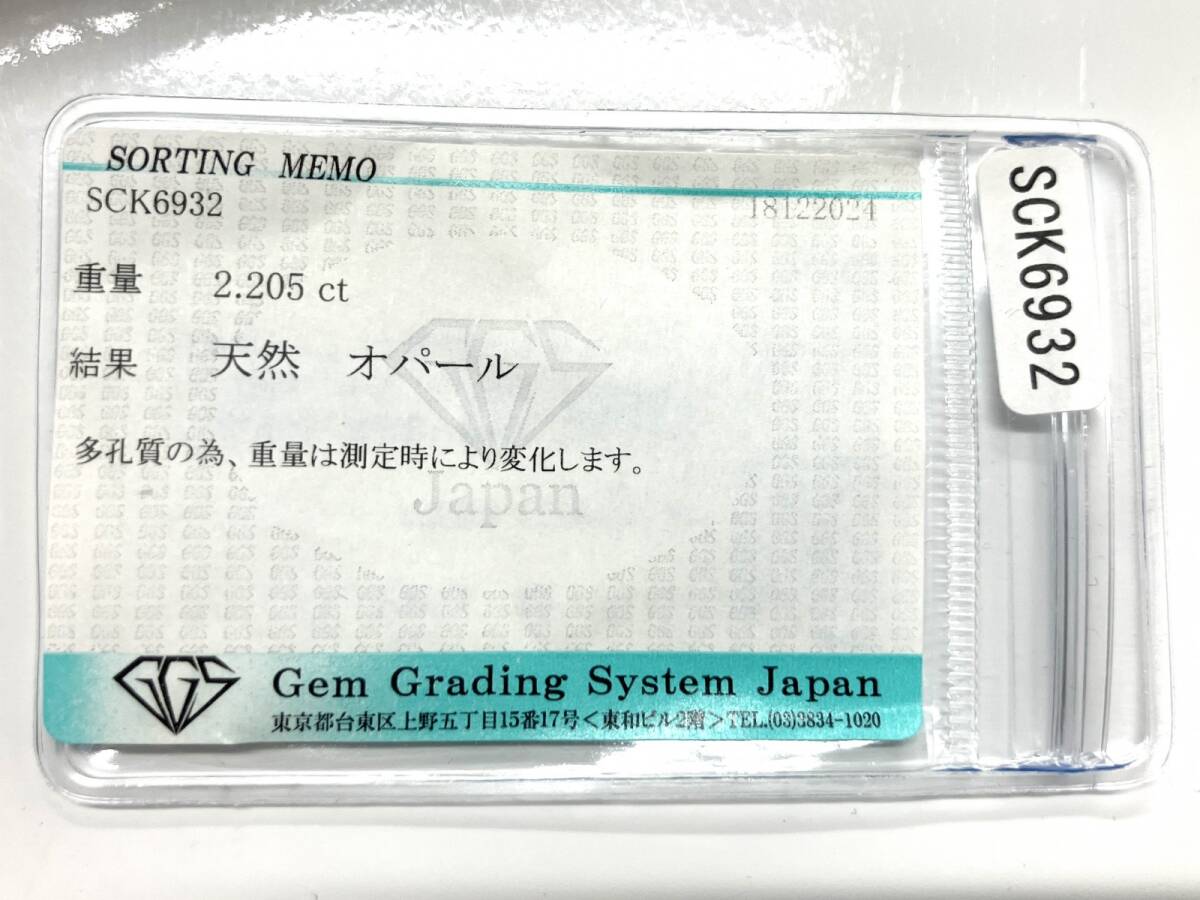 SORTING MEMO
SCK6932 18122024
重量 2.205 ct
結果 天然 オパール
多孔質の為、重量は測定時により変化します。
GGS
Japan
GGS Gem Grading System Japan
東京都台東区上野五丁目15番17号<東和ビル2階>TEL.(03)3834-1020
SCK6932